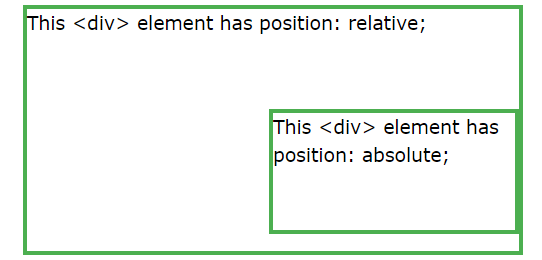 This <div> element has position: relative;
This <div> element has
position: absolute;